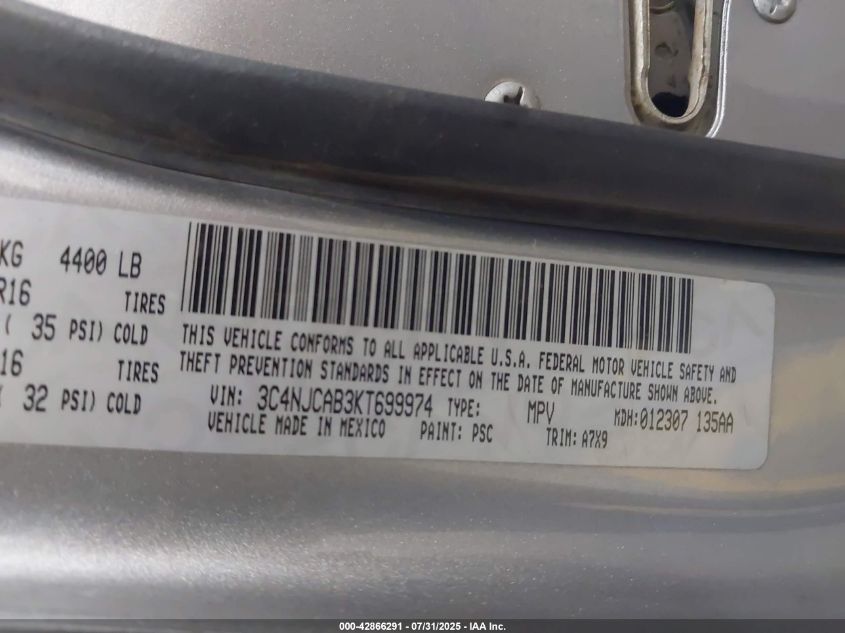 KG 4400 LB
R16 TIRES
( 35 PSI) COLD
16 TIRES
( 32 PSI) COLD
THIS VEHICLE CONFORMS TO ALL APPLICABLE U.S.A. FEDERAL MOTOR VEHICLE SAFETY AND
THEFT PREVENTION STANDARDS IN EFFECT ON THE DATE OF MANUFACTURE SHOWN ABOVE.
VIN: 3C4NJCAB3KT699974 TYPE: MPV MDH:012307 135AA
VEHICLE MADE IN MEXICO PAINT: PSC TRIM: A7X9
000-42866291 - 07/31/2025 - IAA Inc.